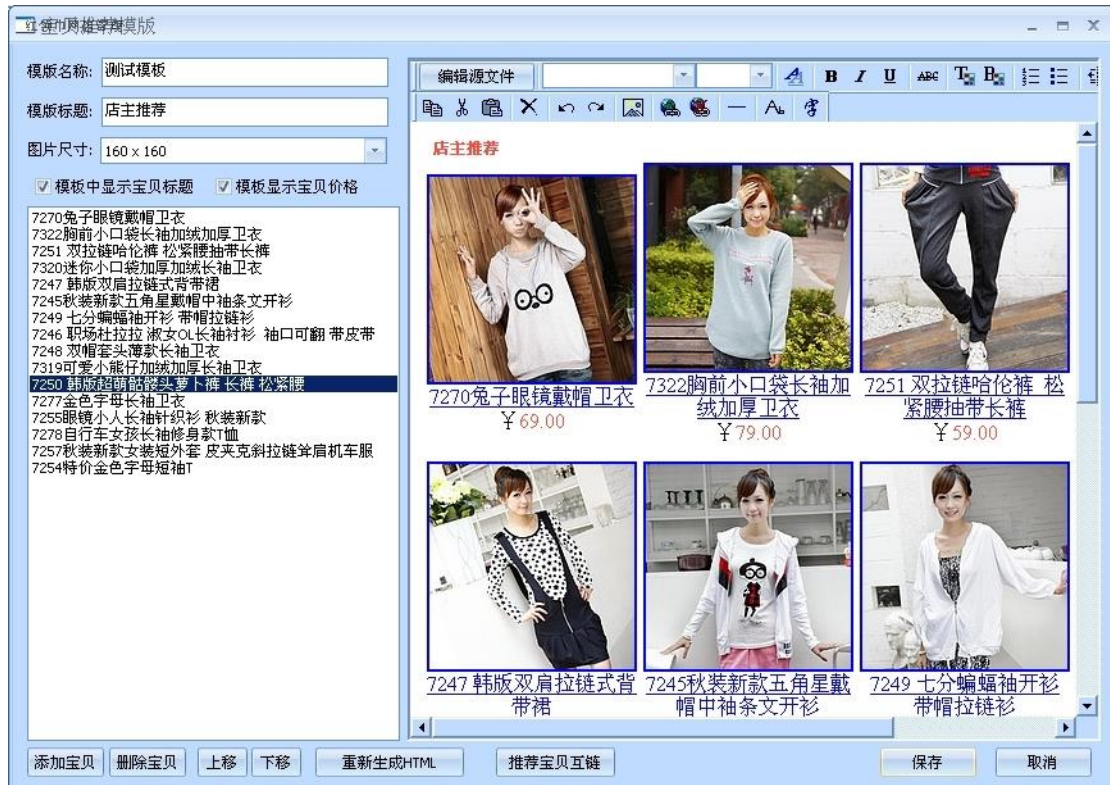 宝贝推荐模版
模版名称: 测试模板
模版标题: 店主推荐
图片尺寸: 160 x 160
模板中显示宝贝标题 模板显示宝贝价格
7270兔子眼镜戴帽卫衣
7322胸前小口袋长袖加绒加厚卫衣
7251 双拉链哈伦裤 松紧腰抽带长裤
7320迷你小口袋加厚加绒长袖卫衣
7247 韩版双肩拉链式背带裙
7245秋装新款五角星戴帽中袖条文开衫
7249 七分蝙蝠袖开衫 带帽拉链衫
7246 职场杜拉拉 淑女OL长袖衬衫 袖口可翻 带皮带
7248 双帽套头薄款长袖卫衣
7319可爱小熊仔加绒加厚长袖卫衣
7250 韩版超萌骷髅头萝卜裤 长裤 松紧腰
7277金色字母长袖卫衣
7255眼镜小人长袖针织衫 秋装新款
7278自行车女孩长袖修身款T恤
7257秋装新款女装短外套 皮夹克斜拉链耸肩机车服
7254特价金色字母短袖T
编辑源文件
B I U ABC
店主推荐
7270兔子眼镜戴帽卫衣
￥69.00
7322胸前小口袋长袖加
绒加厚卫衣
￥79.00
7251 双拉链哈伦裤 松
紧腰抽带长裤
￥59.00
7247 韩版双肩拉链式背
带裙
7245秋装新款五角星戴
帽中袖条文开衫
7249 七分蝙蝠袖开衫
带帽拉链衫
添加宝贝 删除宝贝 上移 下移 重新生成HTML 推荐宝贝互链 保存 取消